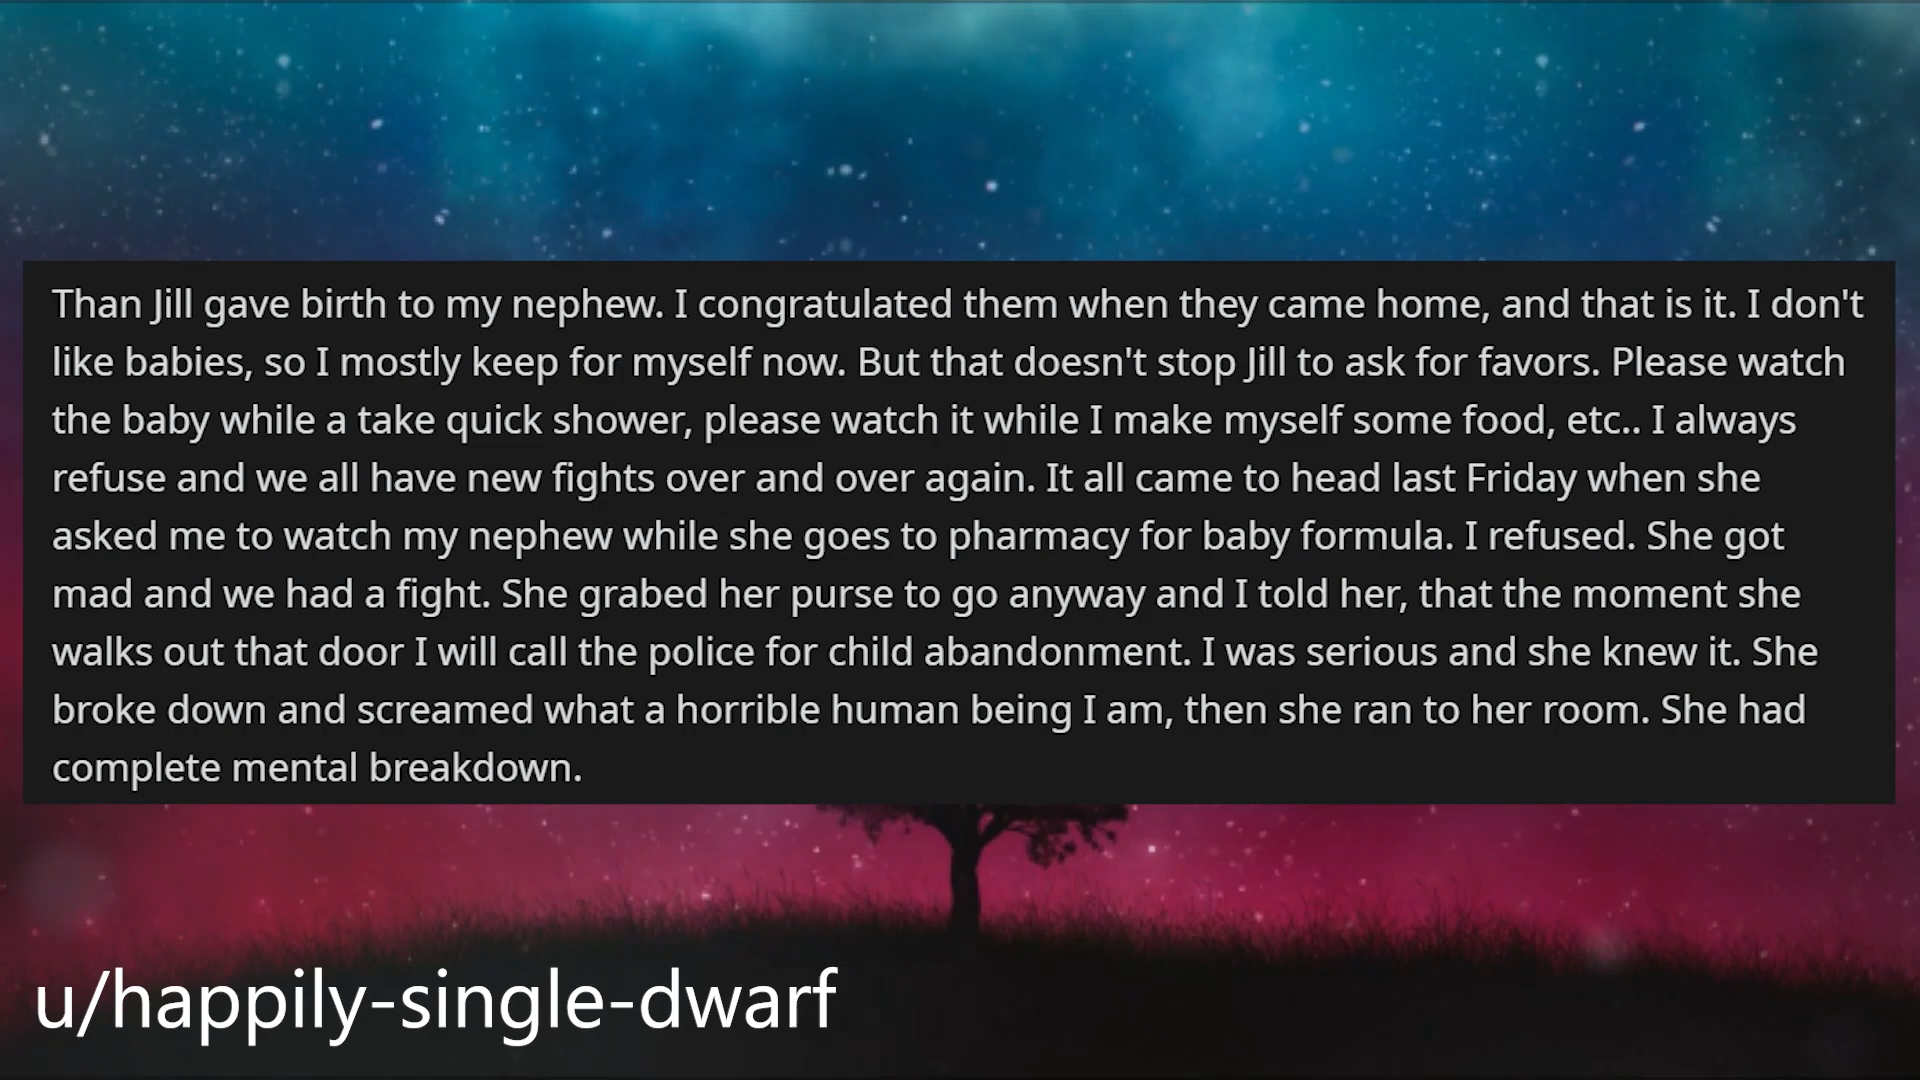 Than Jill gave birth to my nephew. I congratulated them when they came home, and that is it. I don't
like babies, so I mostly keep for myself now. But that doesn't stop Jill to ask for favors. Please watch
the baby while a take quick shower, please watch it while I make myself some food, etc.. I always
refuse and we all have new fights over and over again. It all came to head last Friday when she
asked me to watch my nephew while she goes to pharmacy for baby formula. I refused. She got
mad and we had a fight. She grabed her purse to go anyway and I told her, that the moment she
walks out that door I will call the police for child abandonment. I was serious and she knew it. She
broke down and screamed what a horrible human being I am, then she ran to her room. She had
complete mental breakdown.
u/happily-single-dwarf